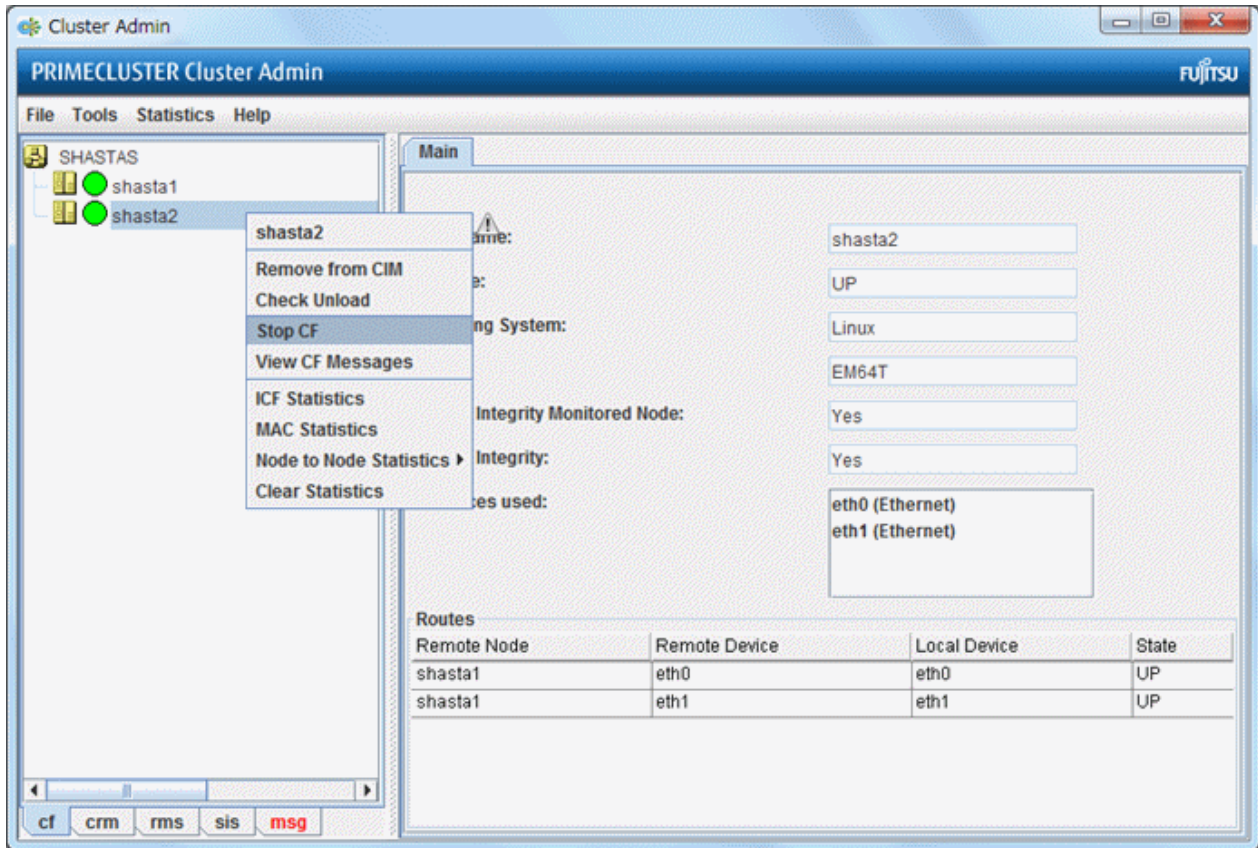 Cluster Admin
PRIMECLUSTER Cluster Admin
FUJITSU
File Tools Statistics Help
SHASTAS
shasta1
shasta2
shasta2
Remove from CIM
Check Unload
Stop CF
View CF Messages
ICF Statistics
MAC Statistics
Node to Node Statistics
Clear Statistics
Main
ame: shasta2
e: UP
ng System: Linux
EM64T
Integrity Monitored Node: Yes
Integrity: Yes
ces used: eth0 (Ethernet)
eth1 (Ethernet)
Routes
Remote Node Remote Device Local Device State
shasta1 eth0 eth0 UP
shasta1 eth1 eth1 UP
cf crm rms sis msg